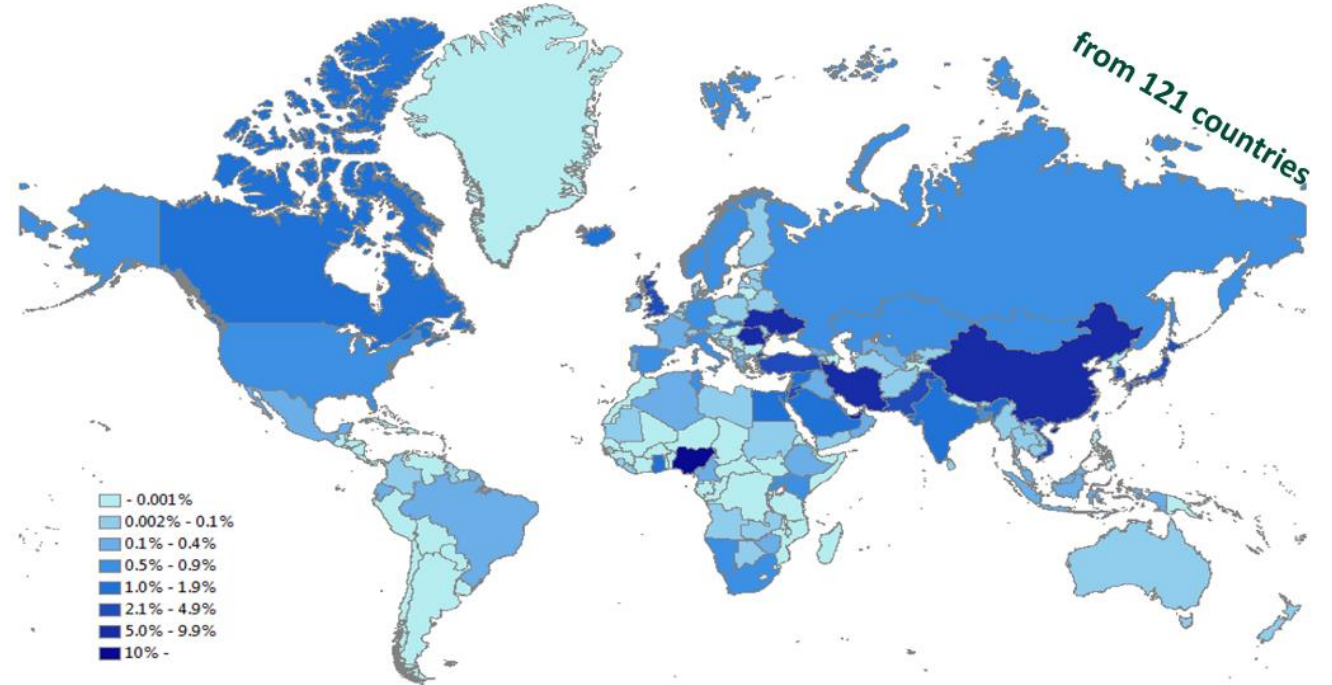 from 121 countries
- 0.001%
0.002% - 0.1%
0.1% - 0.4%
0.5% - 0.9%
1.0% - 1.9%
2.1% - 4.9%
5.0% - 9.9%
10% -